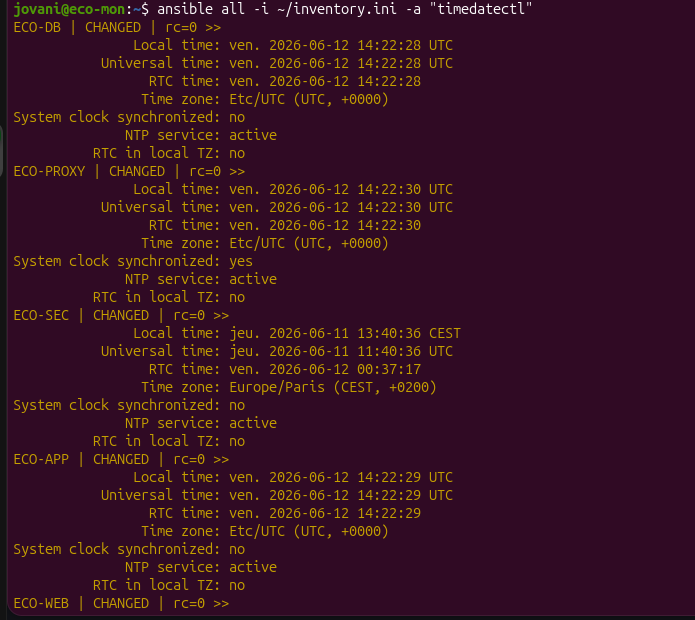 jovani@eco-mon:~$ ansible all -i ~/inventory.ini -a "timedatectl"
ECO-DB | CHANGED | rc=0 >>
Local time: ven. 2026-06-12 14:22:28 UTC
Universal time: ven. 2026-06-12 14:22:28 UTC
RTC time: ven. 2026-06-12 14:22:28
Time zone: Etc/UTC (UTC, +0000)
System clock synchronized: no
NTP service: active
RTC in local TZ: no
ECO-PROXY | CHANGED | rc=0 >>
Local time: ven. 2026-06-12 14:22:30 UTC
Universal time: ven. 2026-06-12 14:22:30 UTC
RTC time: ven. 2026-06-12 14:22:30
Time zone: Etc/UTC (UTC, +0000)
System clock synchronized: yes
NTP service: active
RTC in local TZ: no
ECO-SEC | CHANGED | rc=0 >>
Local time: jeu. 2026-06-11 13:40:36 CEST
Universal time: jeu. 2026-06-11 11:40:36 UTC
RTC time: ven. 2026-06-12 00:37:17
Time zone: Europe/Paris (CEST, +0200)
System clock synchronized: no
NTP service: active
RTC in local TZ: no
ECO-APP | CHANGED | rc=0 >>
Local time: ven. 2026-06-12 14:22:29 UTC
Universal time: ven. 2026-06-12 14:22:29 UTC
RTC time: ven. 2026-06-12 14:22:29
Time zone: Etc/UTC (UTC, +0000)
System clock synchronized: no
NTP service: active
RTC in local TZ: no
ECO-WEB | CHANGED | rc=0 >>